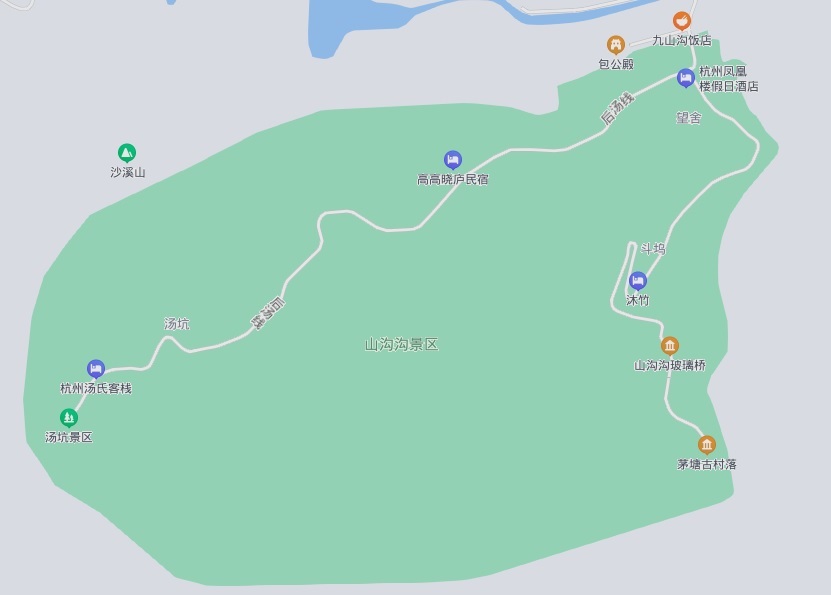 九山沟饭店
包公殿
杭州凤凰
楼假日酒店
后汤线
望舍
沙溪山
高高晓庐民宿
斗坞
沐竹
后汤线
汤坑
山沟沟景区
山沟沟玻璃桥
杭州汤氏客栈
汤坑景区
茅塘古村落